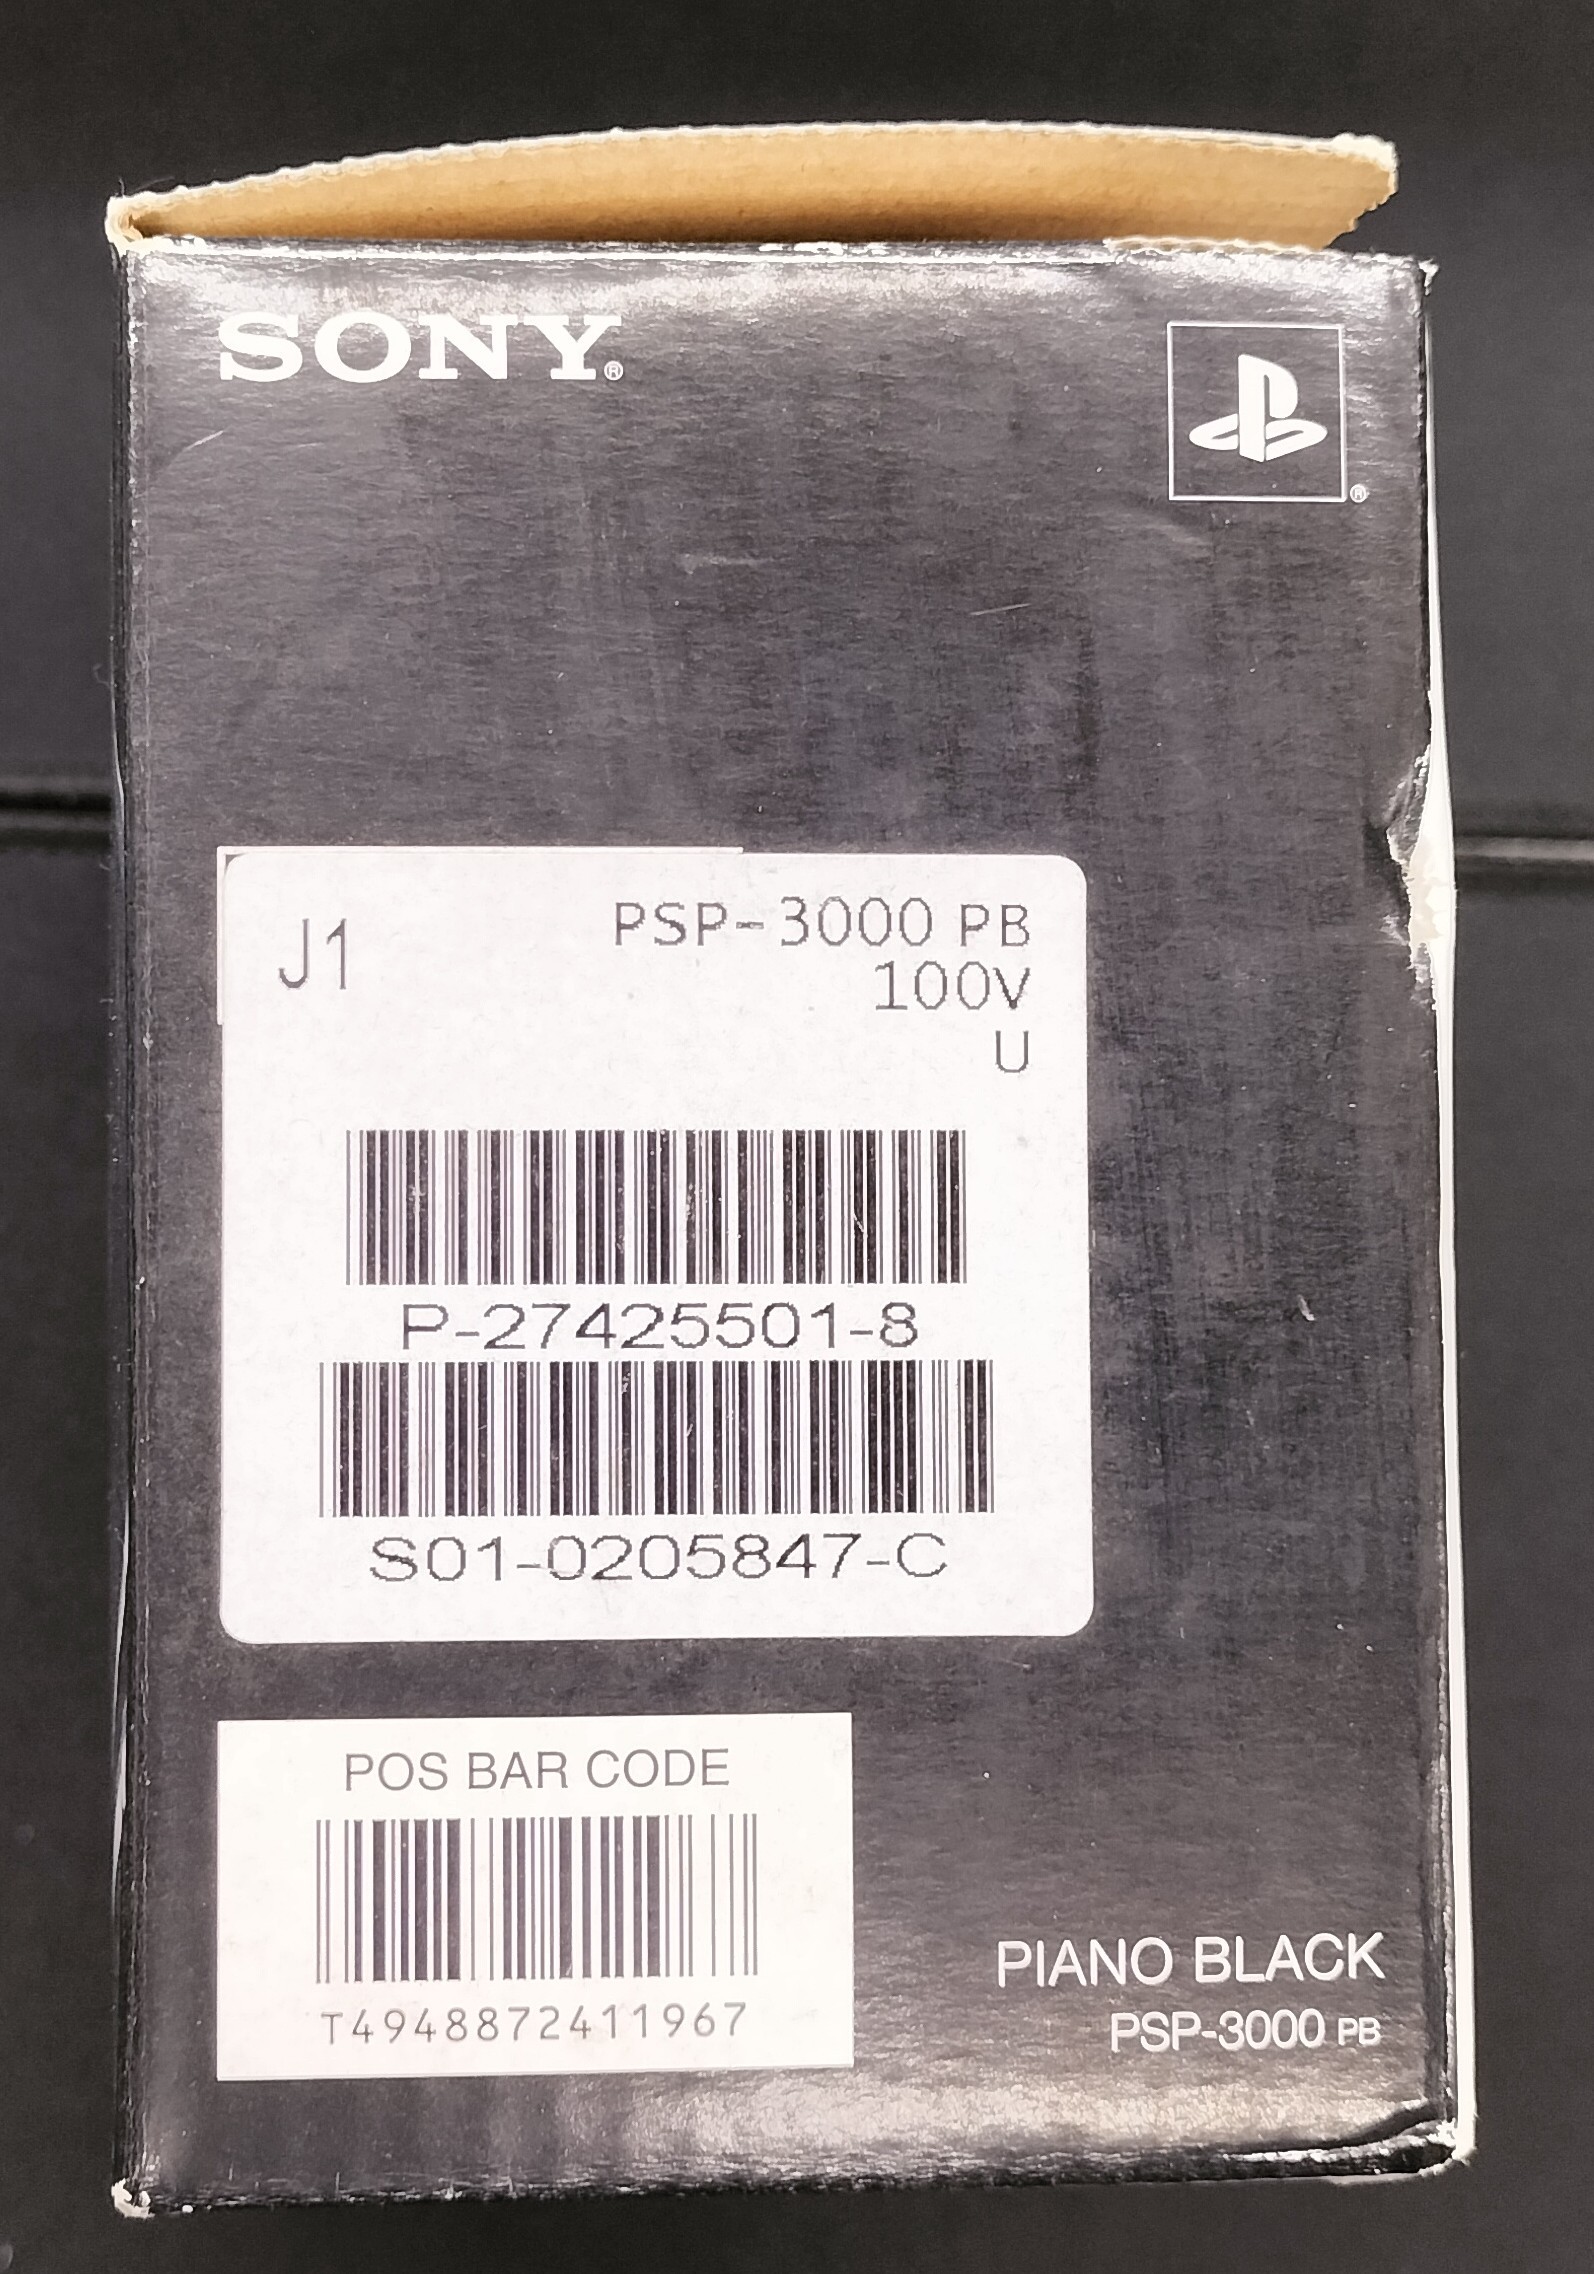 SONY®
®
J1
PSP-3000 PB
100V
U
P-27425501-8
S01-0205847-C
POS BAR CODE
T4948872411967
PIANO BLACK
PSP-3000 PB